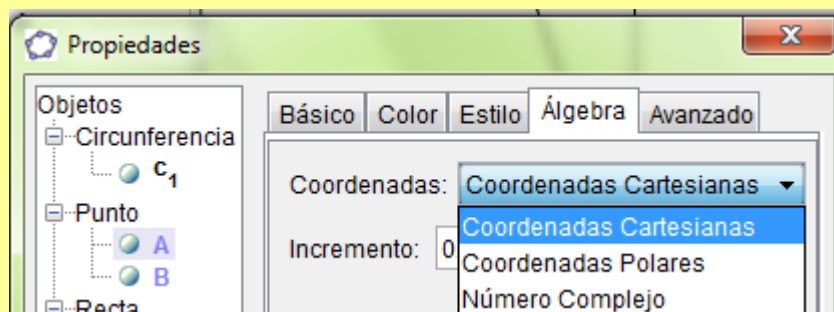 Propiedades
Objetos
Circunferencia
c1
Punto
A
B
Recta
Básico Color Estilo Álgebra Avanzado
Coordenadas: Coordenadas Cartesianas
Coordenadas Cartesianas
Incremento: 0
Coordenadas Polares
Número Complejo